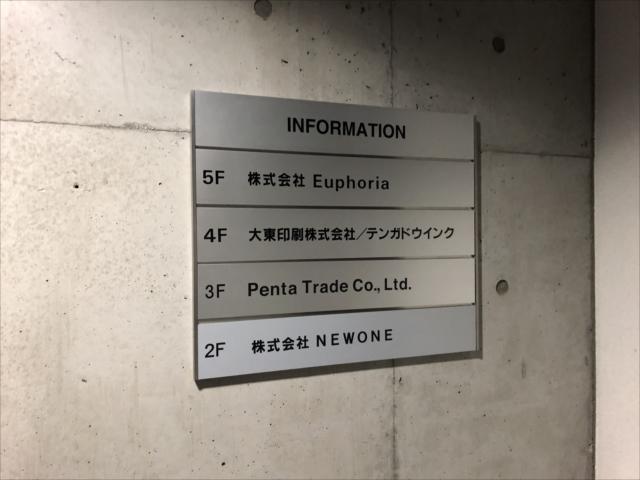 INFORMATION
5F 株式会社 Euphoria
4F 大東印刷株式会社/テンガドウインク
3F Penta Trade Co., Ltd.
2F 株式会社 NEWONE